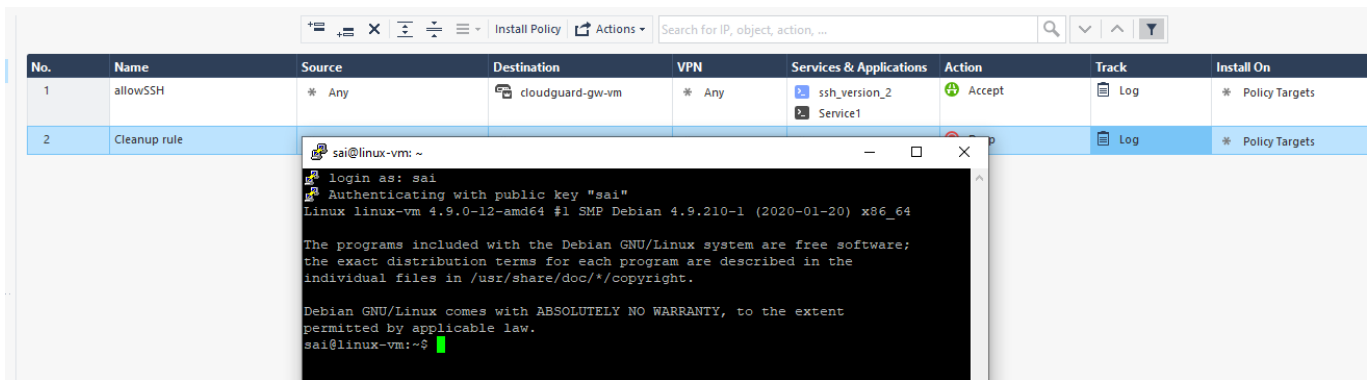 Install Policy Actions Search for IP, object, action, ...
No. Name Source Destination VPN Services & Applications Action Track Install On
1 allowSSH Any cloudguard-gw-vm Any ssh_version_2 Accept Log Policy Targets
Service1
2 Cleanup rule Log Policy Targets
sai@linux-vm: ~
login as: sai
Authenticating with public key "sai"
Linux linux-vm 4.9.0-12-amd64 #1 SMP Debian 4.9.210-1 (2020-01-20) x86_64
The programs included with the Debian GNU/Linux system are free software;
the exact distribution terms for each program are described in the
individual files in /usr/share/doc/*/copyright.
Debian GNU/Linux comes with ABSOLUTELY NO WARRANTY, to the extent
permitted by applicable law.
sai@linux-vm:~$